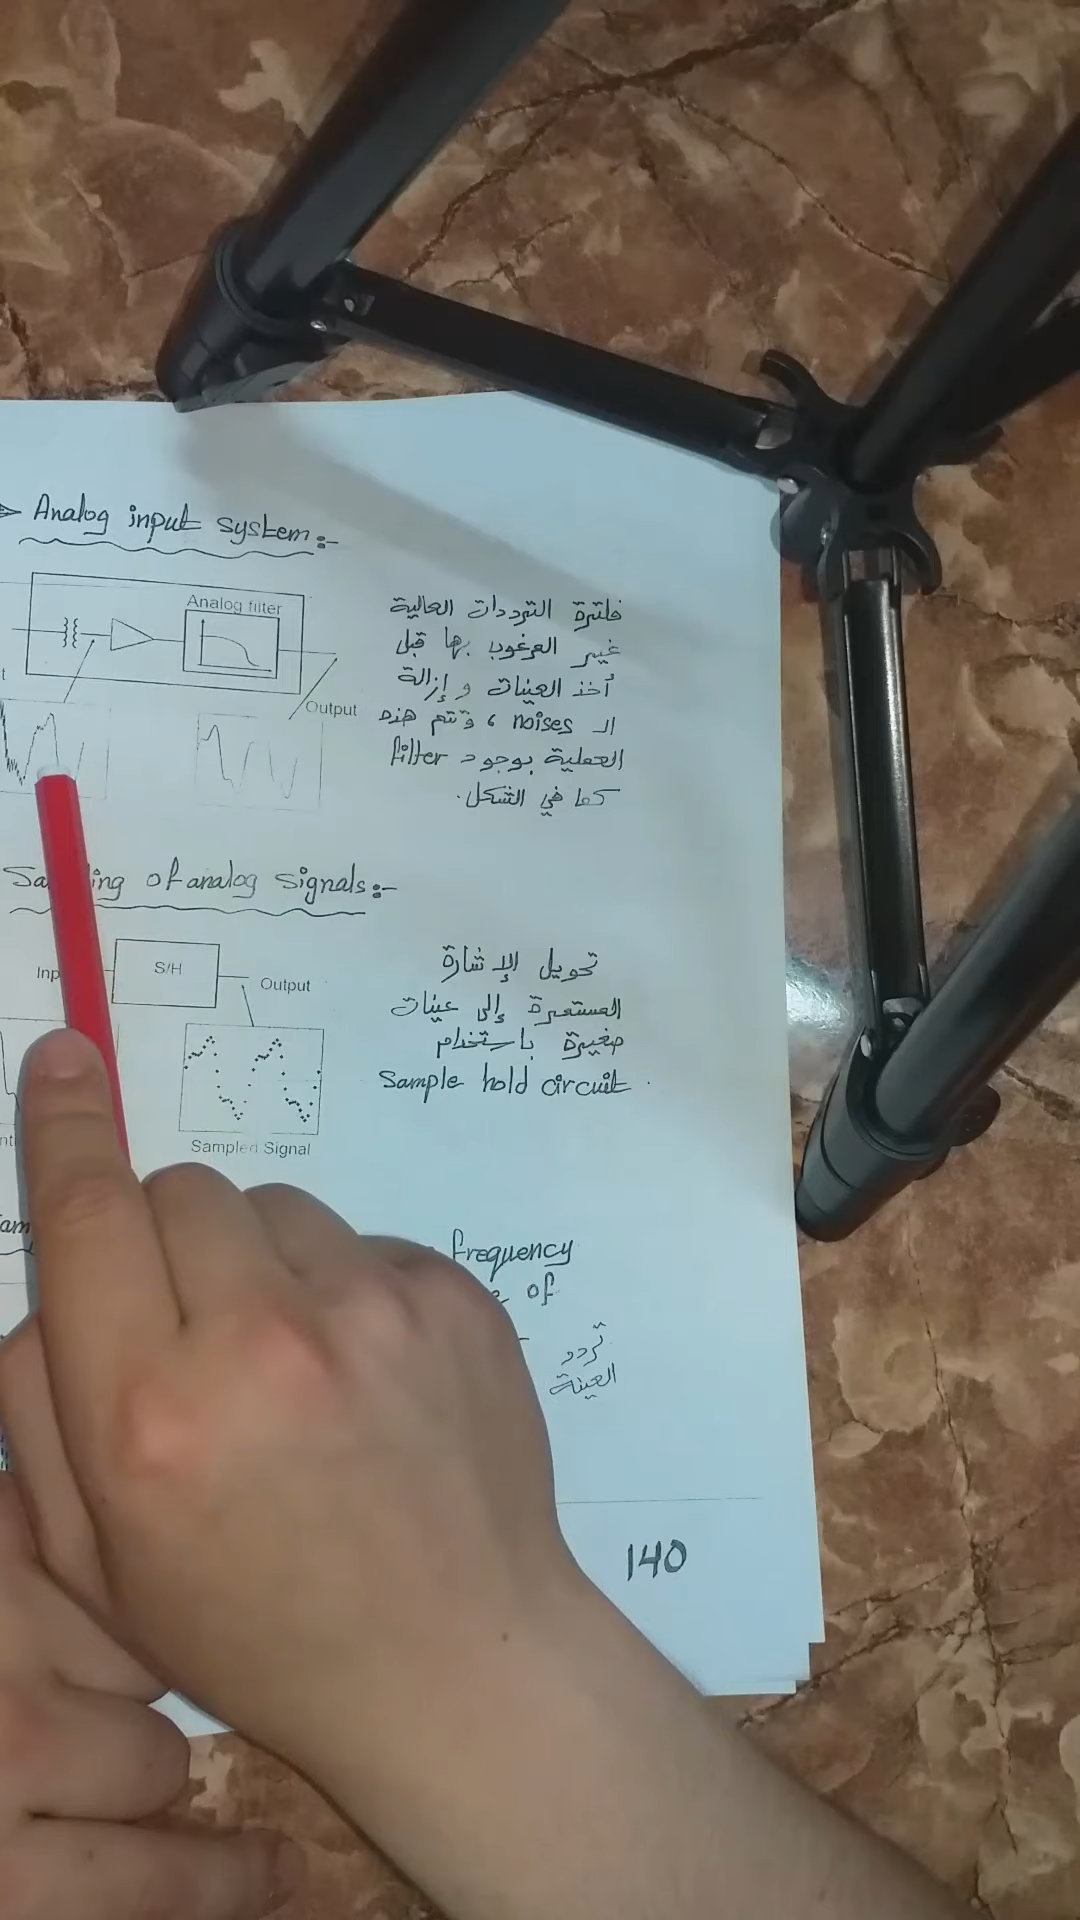 Analog input system:-
Analog filter
Output
فلترة الترددات العالية
غير المرغوب بها قبل
أخذ العينات و إزالة
الـ noises ، وتتم هذه
العملية بوجود filter
كما في الشكل.
of analog signals:-
S/H
Output
Sampled Signal
تحويل الإشارة
المستمرة إلى عينات
صغيرة باستخدام
Sample hold circuit.
frequency
of
تردد
العينة
140